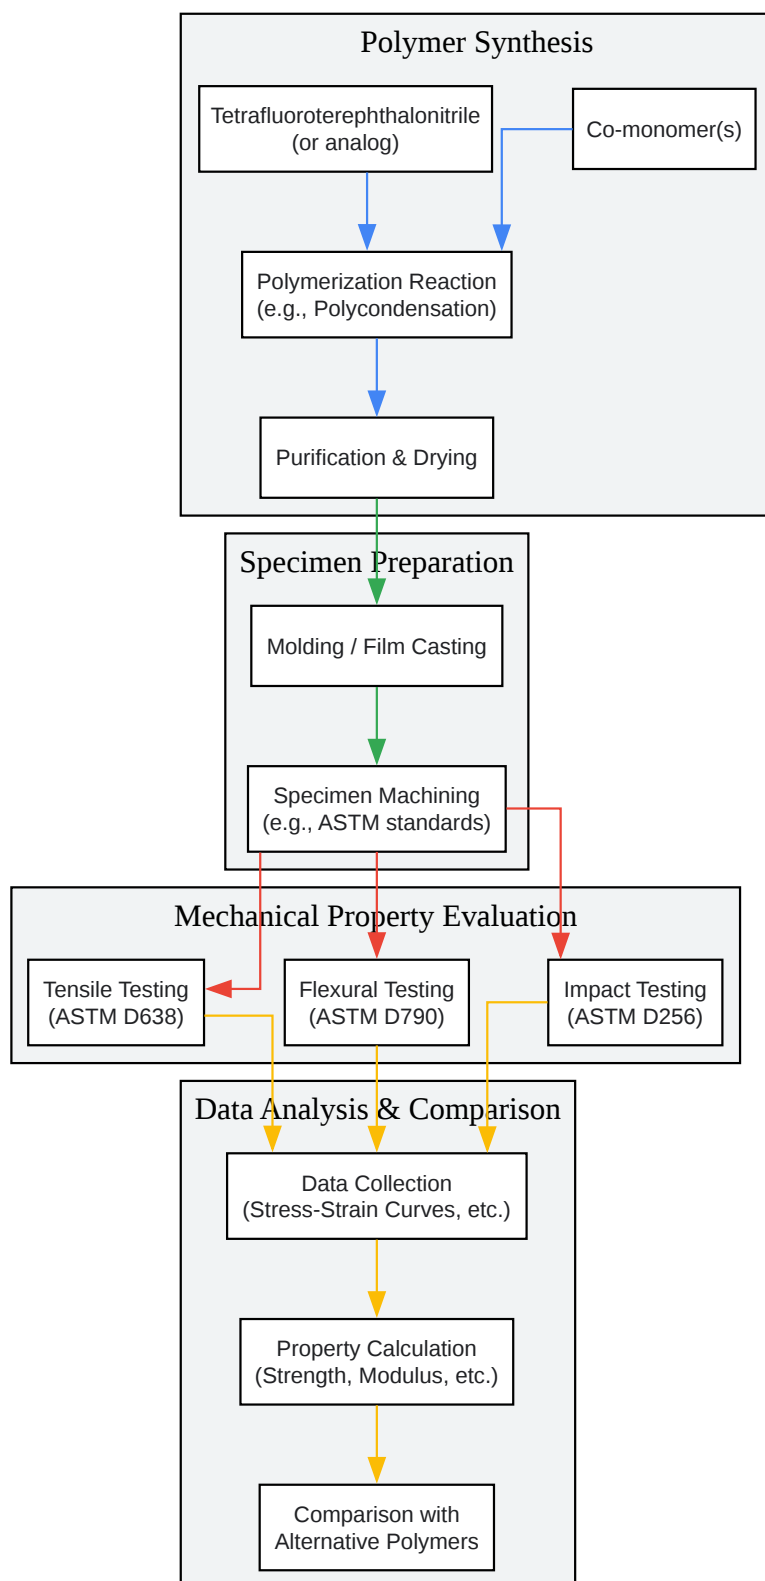 Polymer Synthesis
Tetrafluoroterephthalonitrile
(or analog)
Co-monomer(s)
Polymerization Reaction
(e.g., Polycondensation)
Purification & Drying
Specimen Preparation
Molding / Film Casting
Specimen Machining
(e.g., ASTM standards)
Mechanical Property Evaluation
Tensile Testing
(ASTM D638)
Flexural Testing
(ASTM D790)
Impact Testing
(ASTM D256)
Data Analysis & Comparison
Data Collection
(Stress-Strain Curves, etc.)
Property Calculation
(Strength, Modulus, etc.)
Comparison with
Alternative Polymers